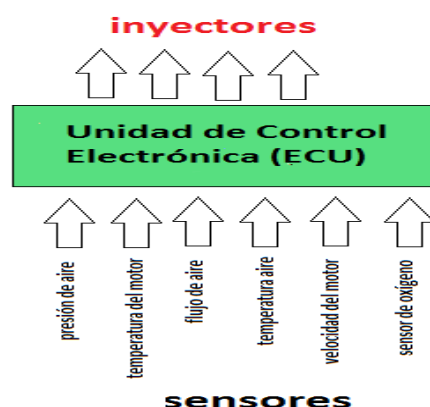 inyectores
Unidad de Control
Electrónica (ECU)
presión de aire
temperatura del motor
flujo de aire
temperatura aire
velocidad del motor
sensor de oxígeno
sensores